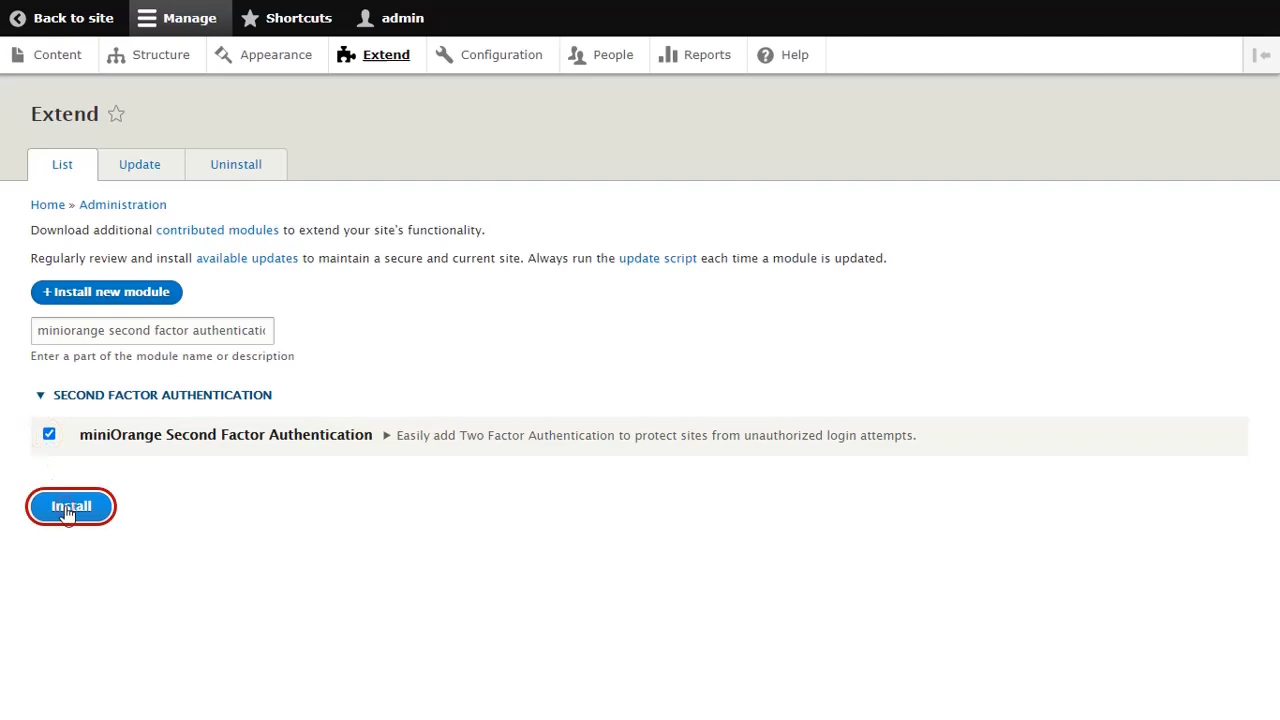 Back to site Manage Shortcuts admin
Content Structure Appearance Extend Configuration People Reports Help
Extend
List Update Uninstall
Home » Administration
Download additional contributed modules to extend your site's functionality.
Regularly review and install available updates to maintain a secure and current site. Always run the update script each time a module is updated.
+ Install new module
miniorange second factor authenticatio
Enter a part of the module name or description
SECOND FACTOR AUTHENTICATION
miniOrange Second Factor Authentication Easily add Two Factor Authentication to protect sites from unauthorized login attempts.
Install